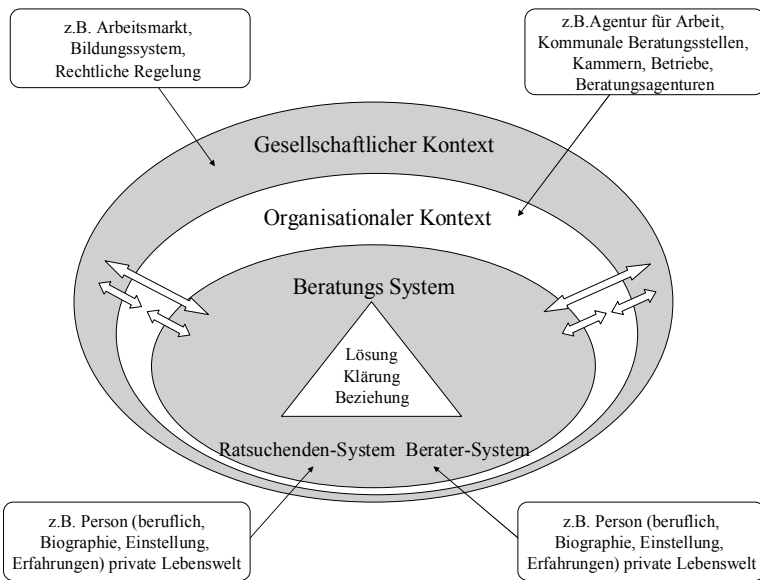 z.B. Arbeitsmarkt,
Bildungssystem,
Rechtliche Regelung
z.B.Agentur für Arbeit,
Kommunale Beratungsstellen,
Kammern, Betriebe,
Beratungsagenturen
Gesellschaftlicher Kontext
Organisationaler Kontext
Beratungs System
Lösung
Klärung
Beziehung
Ratsuchenden-System
Berater-System
z.B. Person (beruflich,
Biographie, Einstellung,
Erfahrungen) private Lebenswelt
z.B. Person (beruflich,
Biographie, Einstellung,
Erfahrungen) private Lebenswelt